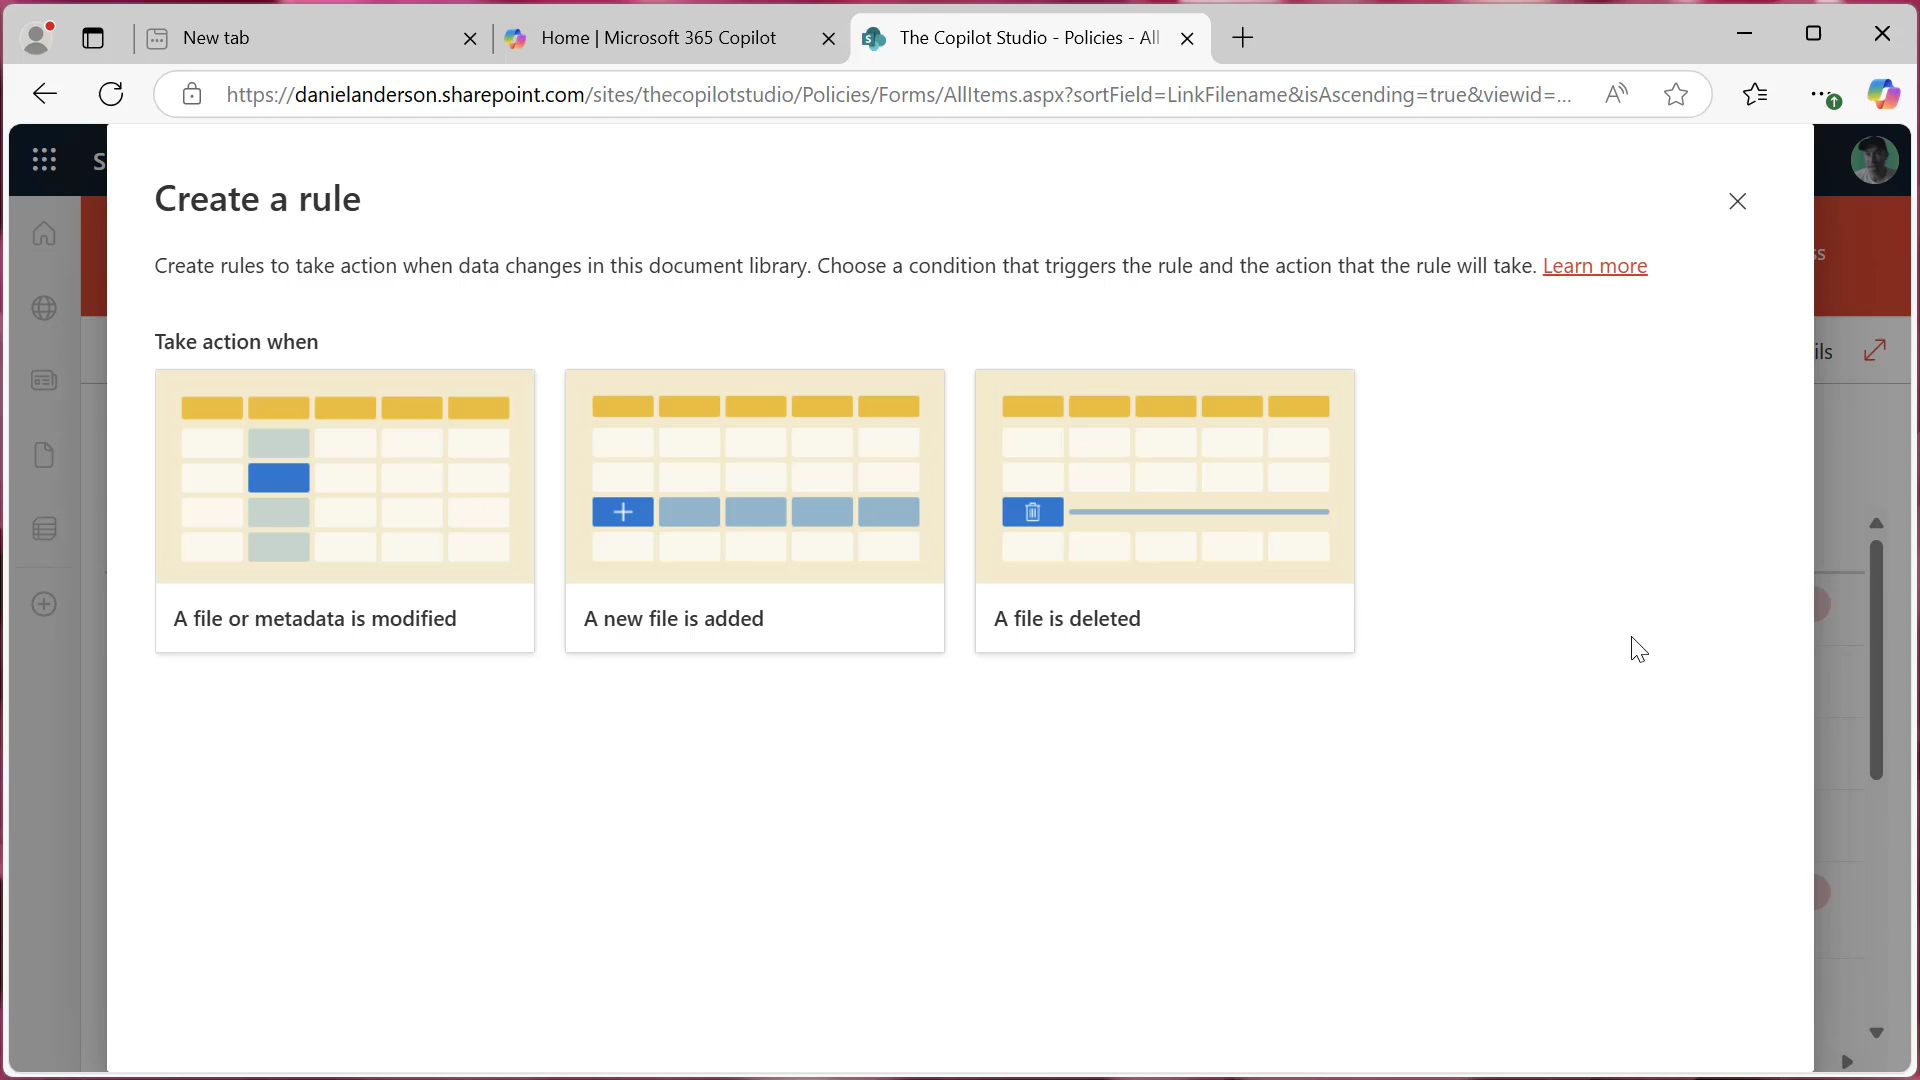 New tab
Home | Microsoft 365 Copilot
The Copilot Studio - Policies - All
https://danielanderson.sharepoint.com/sites/thecopilotstudio/Policies/Forms/AllItems.aspx?sortField=LinkFilename&isAscending=true&viewid=...
S
Create a rule
ss
Create rules to take action when data changes in this document library. Choose a condition that triggers the rule and the action that the rule will take. Learn more
Take action when
ils
A file or metadata is modified
A new file is added
A file is deleted